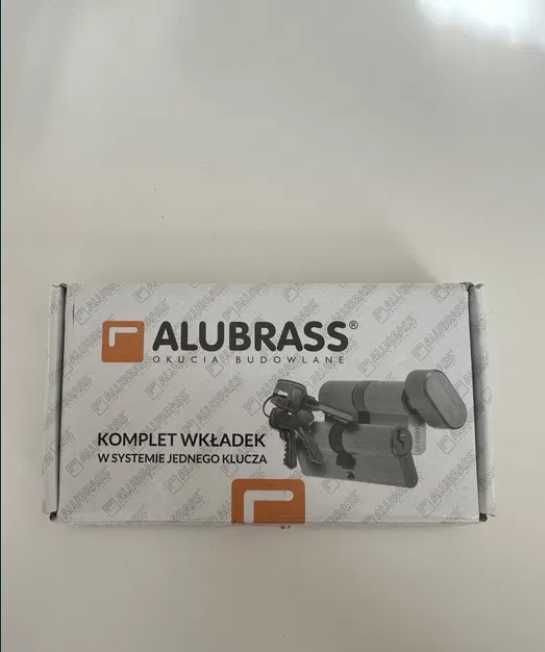 ALUBRASS®
OKUCIA BUDOWLANE
KOMPLET WKŁADEK
W SYSTEMIE JEDNEGO KLUCZA